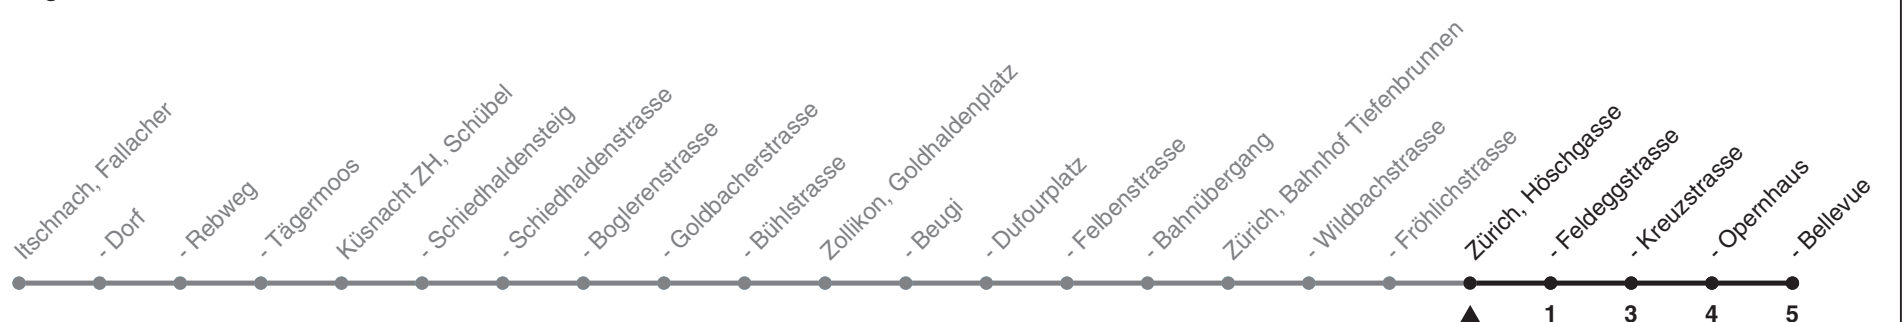 Itschnach, Fallacher
- Dorf
- Rebweg
- Tägermoos
Küsnacht ZH, Schübel
- Schiedhaldensteig
- Schiedhaldenstrasse
- Boglerenstrasse
- Goldbacherstrasse
- Bühlstrasse
Zollikon, Goldhaldenplatz
- Beugi
- Dufourplatz
- Felbenstrasse
- Bahnübergang
Zürich, Bahnhof Tiefenbrunnen
- Wildbachstrasse
- Fröhlichstrasse
Zürich, Höschgasse
- Feldeggstrasse
- Kreuzstrasse
- Opernhaus
- Bellevue
1 3 4 5